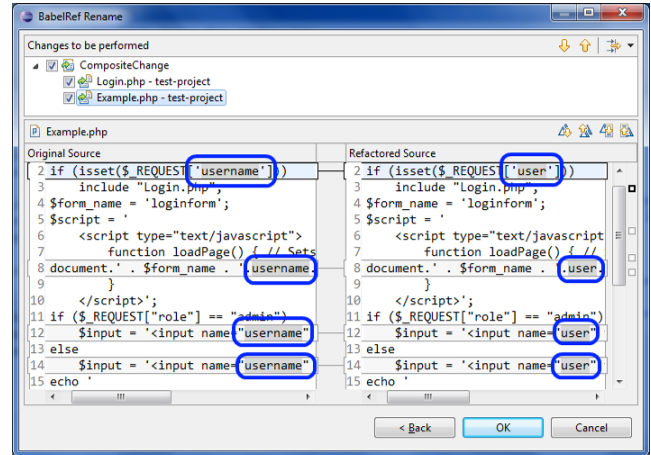 BabelRef Rename
Changes to be performed
CompositeChange
Login.php - test-project
Example.php - test-project
Example.php
Original Source
2 if (isset($_REQUEST['username']))
3 include "Login.php";
4 $form_name = 'loginform';
5 $script = '
6 <script type="text/javascript">
7 function loadPage() { // Sets
8 document.' . $form_name . '.username.
9 }
10 </script>';
11 if ($_REQUEST["role"] == "admin")
12 $input = '<input name="username"
13 else
14 $input = '<input name="username"
15 echo '
Refactored Source
2 if (isset($_REQUEST['user']))
3 include "Login.php";
4 $form_name = 'loginform';
5 $script = '
6 <script type="text/javascript
7 function loadPage() { //
8 document.' . $form_name . '.user.
9 }
10 </script>';
11 if ($_REQUEST["role"] == "admin")
12 $input = '<input name="user"
13 else
14 $input = '<input name="user"
15 echo '
< Back
OK
Cancel